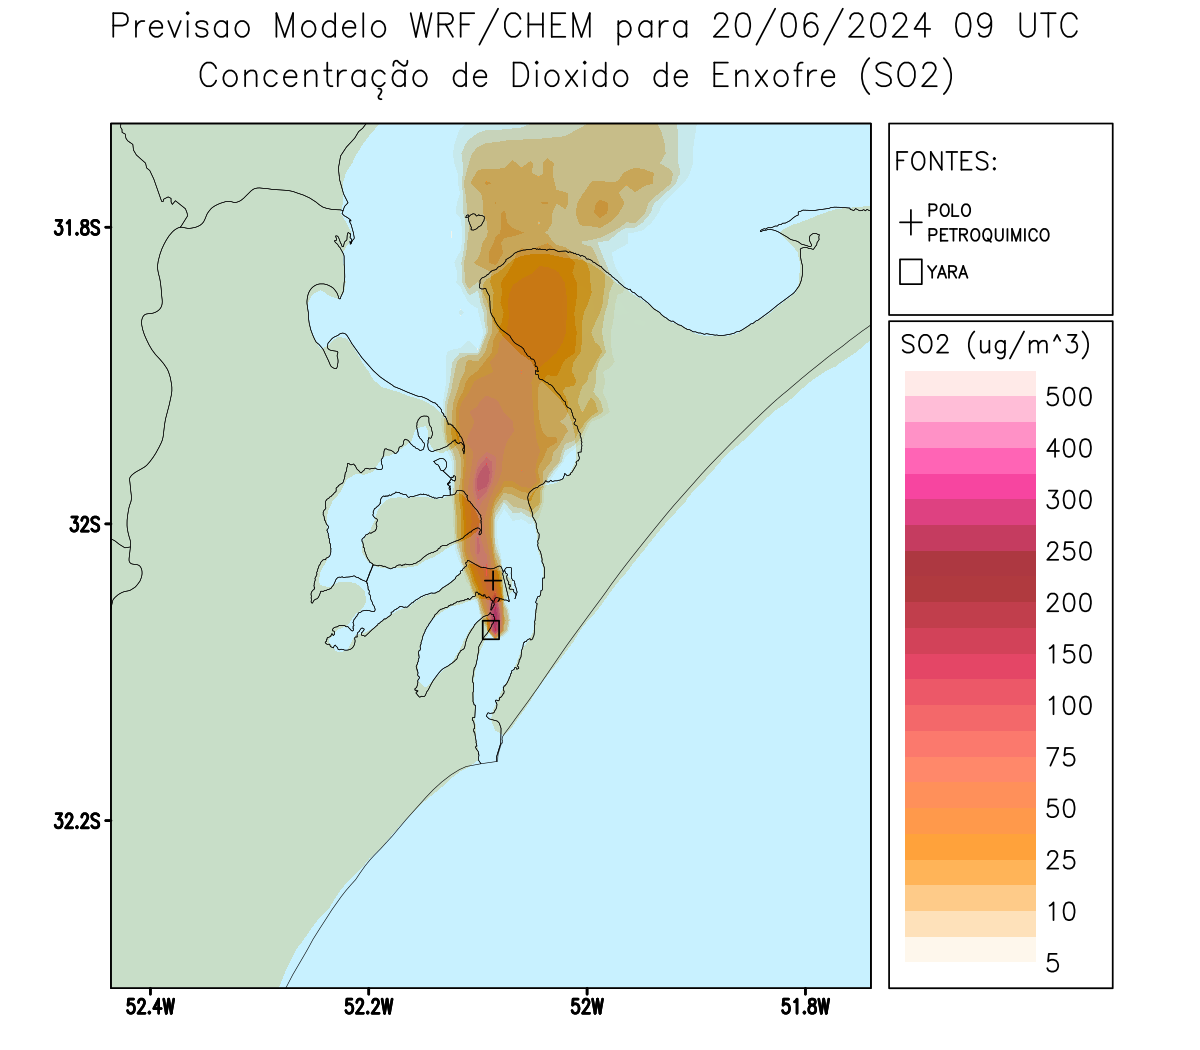 Previsao Modelo WRF/CHEM para 20/06/2024 09 UTC
Concentração de Dioxido de Enxofre (SO2)
FONTES:
POLO
PETROQUIMICO
YARA
SO2 (ug/m^3)
500
400
300
250
200
150
100
75
50
25
10
5
31.8S
32S
32.2S
52.4W
52.2W
52W
51.8W